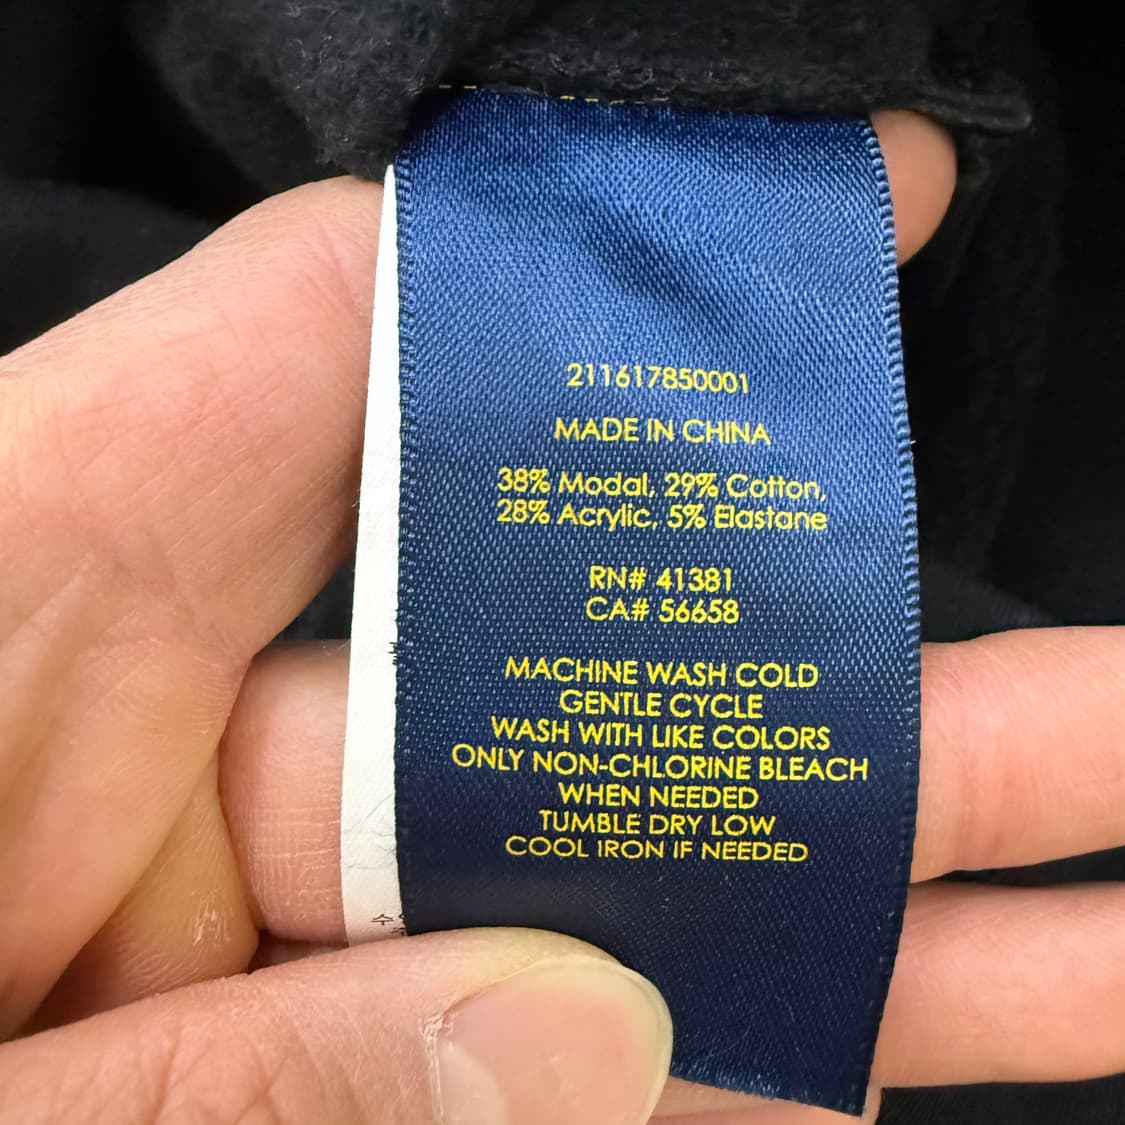 211617850001
MADE IN CHINA
38% Modal, 29% Cotton,
28% Acrylic, 5% Elastane
RN# 41381
CA# 56658
MACHINE WASH COLD
GENTLE CYCLE
WASH WITH LIKE COLORS
ONLY NON-CHLORINE BLEACH
WHEN NEEDED
TUMBLE DRY LOW
COOL IRON IF NEEDED